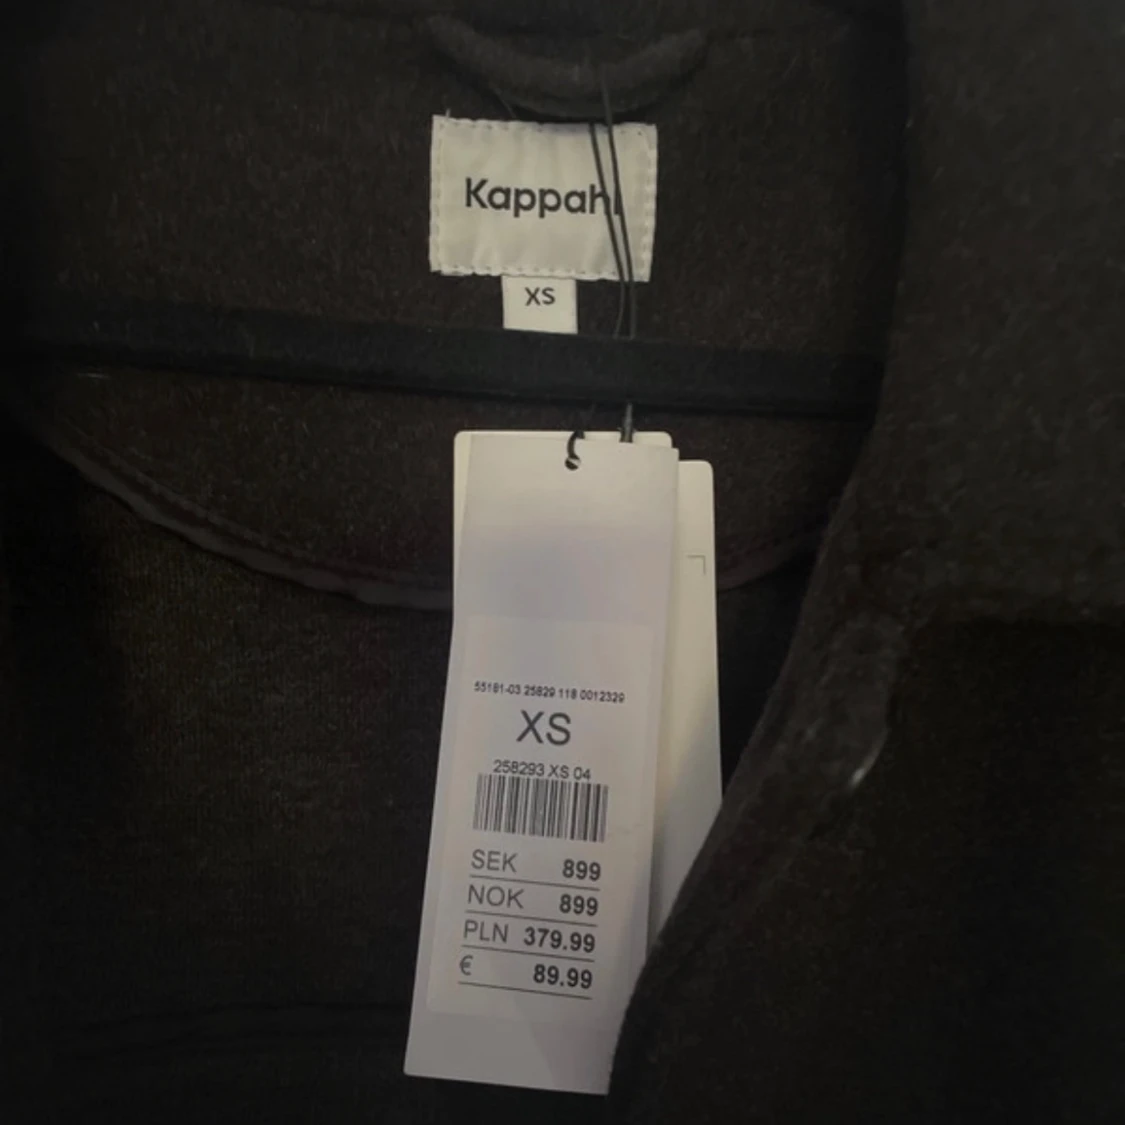 Kappahl
XS
55181-03 25829 118 0012329
XS
258293 XS 04
SEK 899
NOK 899
PLN 379.99
€ 89.99